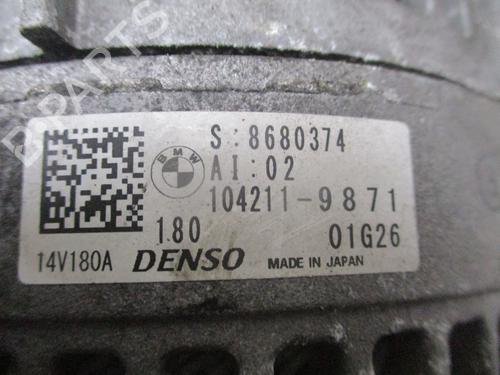 B-PARTS
S:8680374
BMW
AI:02
104211-9871
180 01G26
14V180A DENSO MADE IN JAPAN